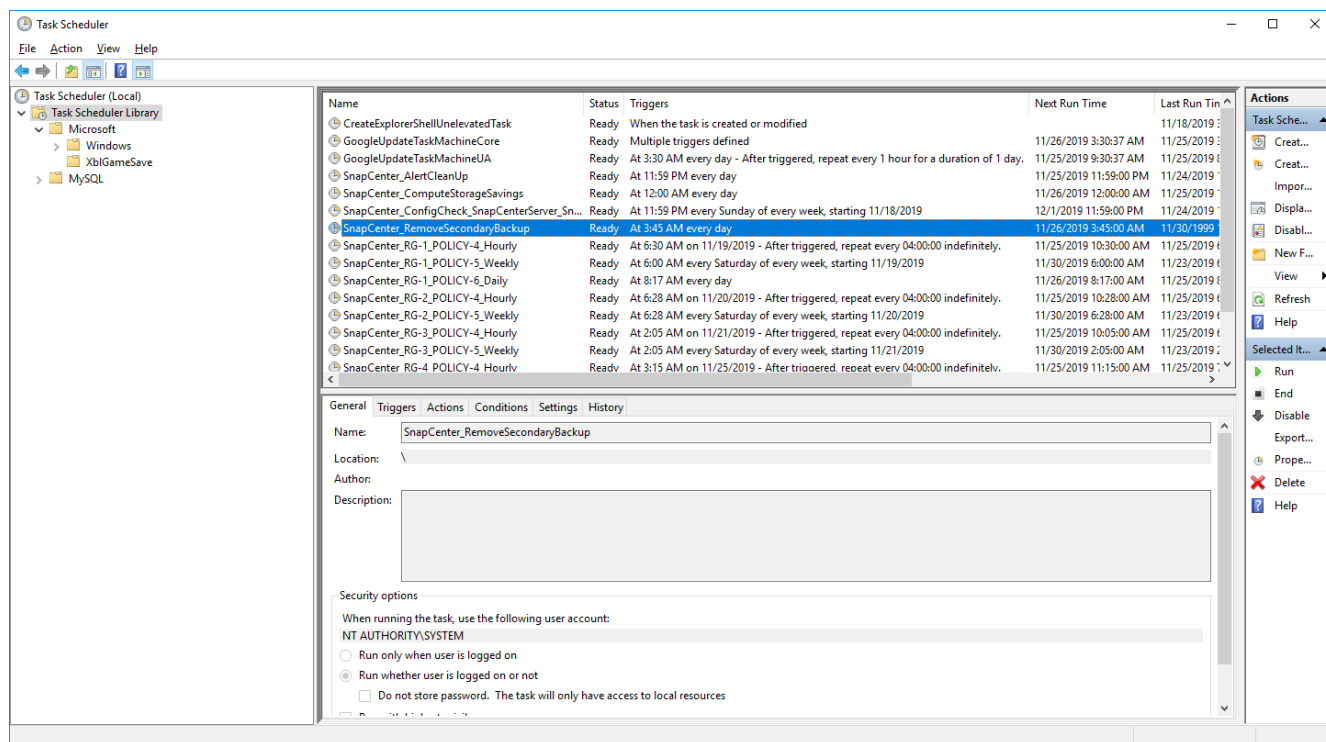 Task Scheduler
File Action View Help
Task Scheduler (Local)
Task Scheduler Library
Microsoft
Windows
XblGameSave
MySQL
Name Status Triggers Next Run Time Last Run Tin
CreateExplorerShellUnelevatedTask Ready When the task is created or modified 11/18/2019
GoogleUpdateTaskMachineCore Ready Multiple triggers defined 11/26/2019 3:30:37 AM 11/25/2019
GoogleUpdateTaskMachineUA Ready At 3:30 AM every day - After triggered, repeat every 1 hour for a duration of 1 day. 11/25/2019 9:30:37 AM 11/25/2019
SnapCenter_AlertCleanUp Ready At 11:59 PM every day 11/25/2019 11:59:00 PM 11/24/2019
SnapCenter_ComputeStorageSavings Ready At 12:00 AM every day 11/26/2019 12:00:00 AM 11/25/2019
SnapCenter_ConfigCheck_SnapCenterServer_Sn... Ready At 11:59 PM every Sunday of every week, starting 11/18/2019 12/1/2019 11:59:00 PM 11/24/2019
SnapCenter_RemoveSecondaryBackup Ready At 3:45 AM every day 11/26/2019 3:45:00 AM 11/30/1999
SnapCenter_RG-1_POLICY-4_Hourly Ready At 6:30 AM on 11/19/2019 - After triggered, repeat every 04:00:00 indefinitely. 11/25/2019 10:30:00 AM 11/25/2019
SnapCenter_RG-1_POLICY-5_Weekly Ready At 6:00 AM every Saturday of every week, starting 11/19/2019 11/30/2019 6:00:00 AM 11/23/2019
SnapCenter_RG-1_POLICY-6_Daily Ready At 8:17 AM every day 11/26/2019 8:17:00 AM 11/25/2019
SnapCenter_RG-2_POLICY-4_Hourly Ready At 6:28 AM on 11/20/2019 - After triggered, repeat every 04:00:00 indefinitely. 11/25/2019 10:28:00 AM 11/25/2019
SnapCenter_RG-2_POLICY-5_Weekly Ready At 6:28 AM every Saturday of every week, starting 11/20/2019 11/30/2019 6:28:00 AM 11/23/2019
SnapCenter_RG-3_POLICY-4_Hourly Ready At 2:05 AM on 11/21/2019 - After triggered, repeat every 04:00:00 indefinitely. 11/25/2019 10:05:00 AM 11/25/2019
SnapCenter_RG-3_POLICY-5_Weekly Ready At 2:05 AM every Saturday of every week, starting 11/21/2019 11/30/2019 2:05:00 AM 11/23/2019
SnapCenter_RG-4_POLICY-4_Hourly Ready At 3:15 AM on 11/25/2019 - After triggered, repeat every 04:00:00 indefinitely. 11/25/2019 11:15:00 AM 11/25/2019
General Triggers Actions Conditions Settings History
Name: SnapCenter_RemoveSecondaryBackup
Location: \
Author:
Description:
Security options
When running the task, use the following user account:
NT AUTHORITY\SYSTEM
Run only when user is logged on
Run whether user is logged on or not
Do not store password. The task will only have access to local resources
Actions
Task Sche...
Creat...
Creat...
Impor...
Displa...
Disabl...
New F...
View
Refresh
Help
Selected It...
Run
End
Disable
Export...
Prope...
Delete
Help